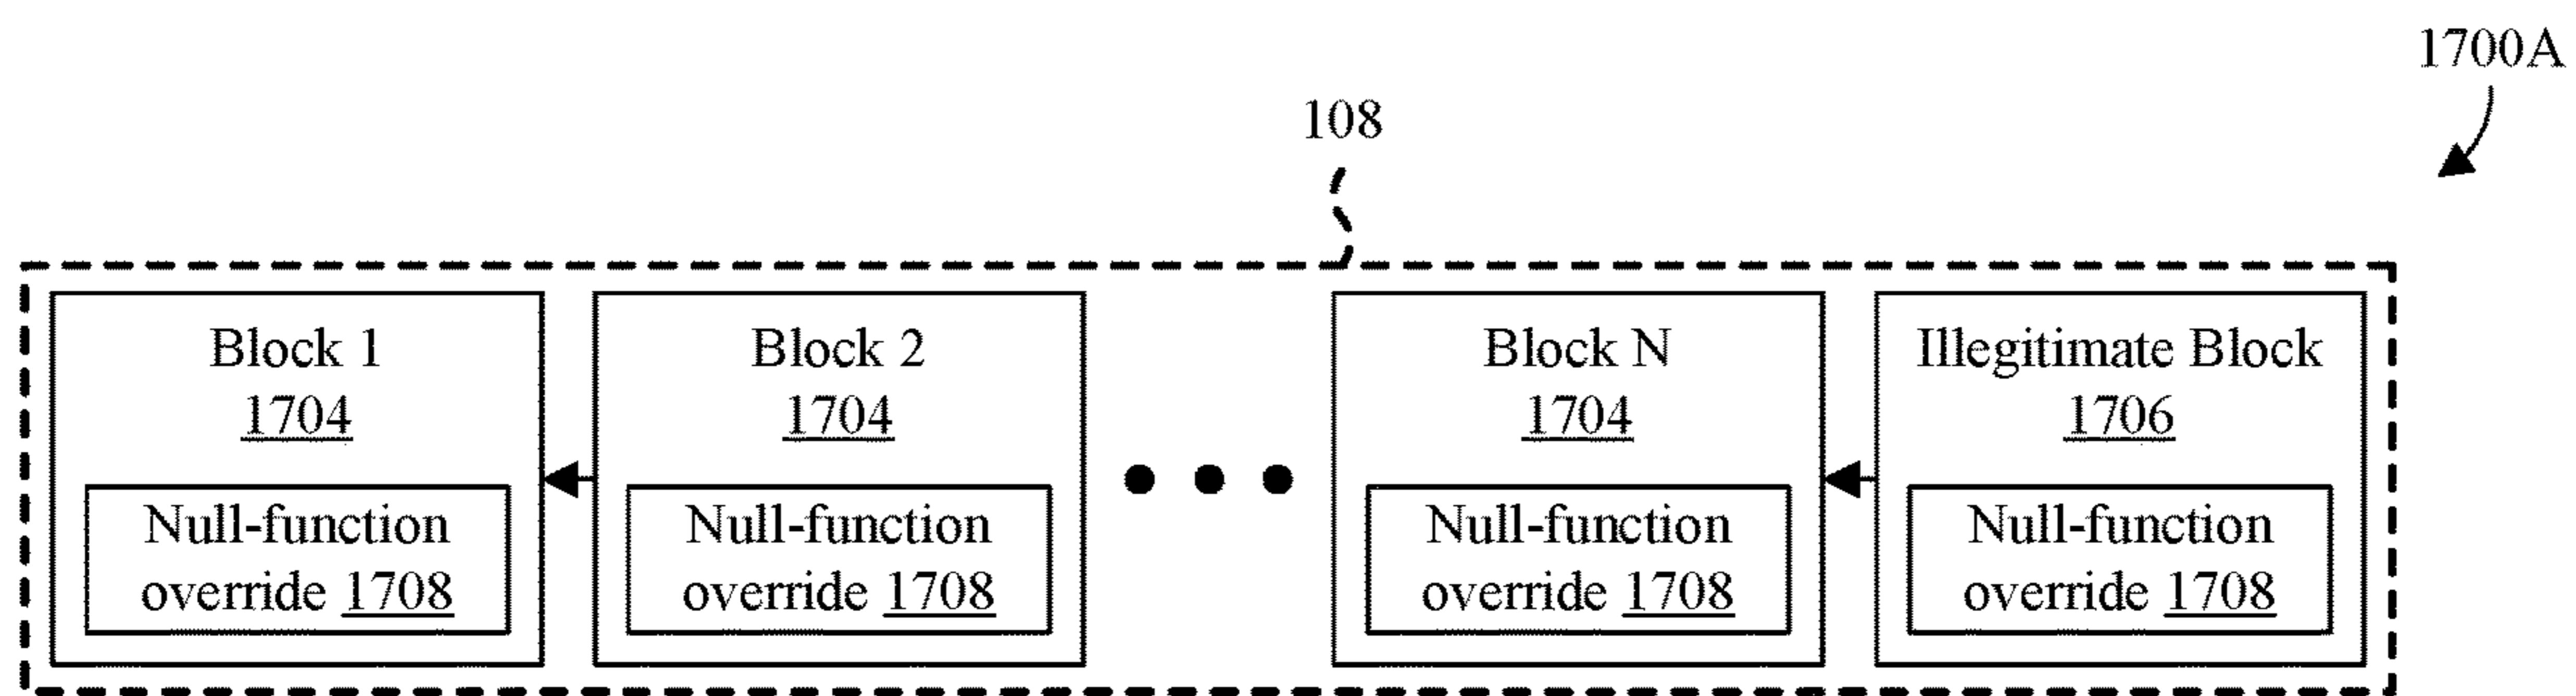 1700A
108
Block 1
1704
Null-function
override 1708
Block 2
1704
Null-function
override 1708
Block N
1704
Null-function
override 1708
Illegitimate Block
1706
Null-function
override 1708